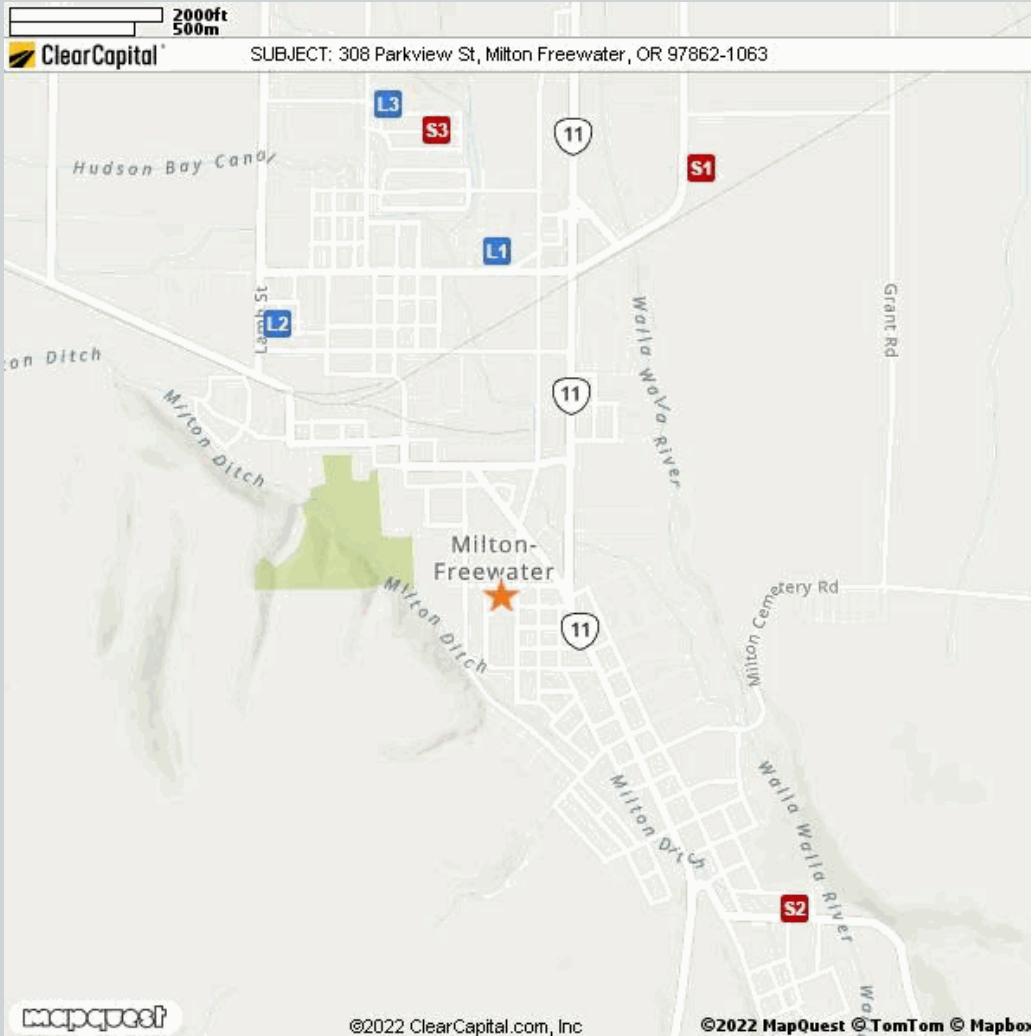 2000ft
500m
ClearCapital
SUBJECT: 308 Parkview St, Milton Freewater, OR 97862-1063
L3
S3
11
Hudson Bay Canal
S1
L1
Lamb St
L2
Grant Rd
ton Ditch
Walla Walla River
Milton Ditch
11
Milton-
Freewater
Milton Ditch
Milton Cemetery Rd
11
Milton Ditch
Walla Walla River
S2
Wa
mapquest
©2022 ClearCapital.com, Inc
©2022 MapQuest © TomTom © Mapbox